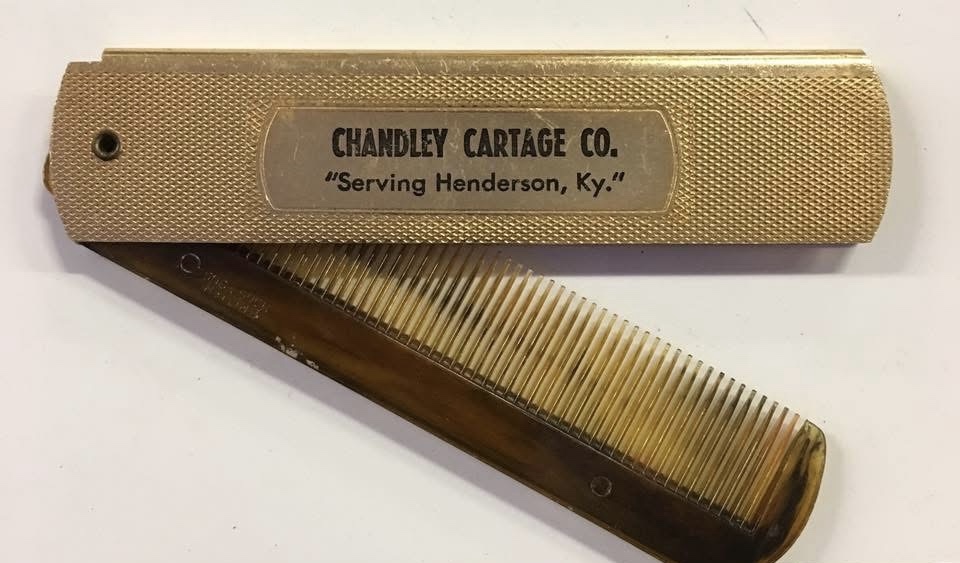 CHANDLEY CARTAGE CO.
"Serving Henderson, Ky."